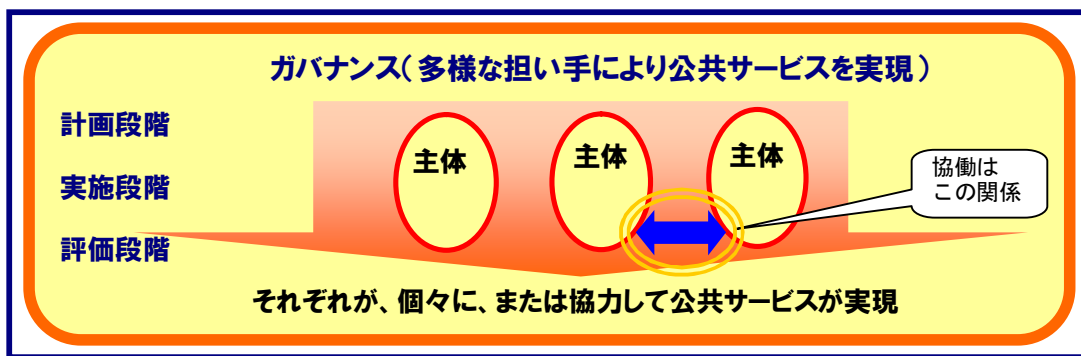 ガバナンス(多様な担い手により公共サービスを実現)
計画段階
実施段階
評価段階
主体
主体
主体
協働は
この関係
それぞれが、個々に、または協力して公共サービスが実現